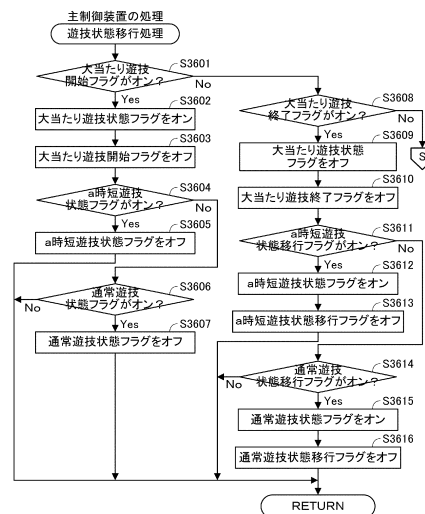 主制御装置の処理
遊技状態移行処理
S3601
大当たり遊技
開始フラグがオン？
No
Yes
S3602
大当たり遊技状態フラグをオン
S3603
大当たり遊技開始フラグをオフ
S3604
a時短遊技
状態フラグがオン？
No
Yes
S3605
a時短遊技状態フラグをオフ
S3606
通常遊技
状態フラグがオン？
No
Yes
S3607
通常遊技状態フラグをオフ
S3608
大当たり遊技
終了フラグがオン？
No
Yes
S3609
S
大当たり遊技状態
フラグをオフ
S3610
大当たり遊技終了フラグをオフ
S3611
a時短遊技
状態移行フラグがオン？
No
Yes
S3612
a時短遊技状態フラグをオン
S3613
a時短遊技状態移行フラグをオフ
S3614
通常遊技
状態移行フラグがオン？
No
Yes
S3615
通常遊技状態フラグをオン
S3616
通常遊技状態移行フラグをオフ
RETURN